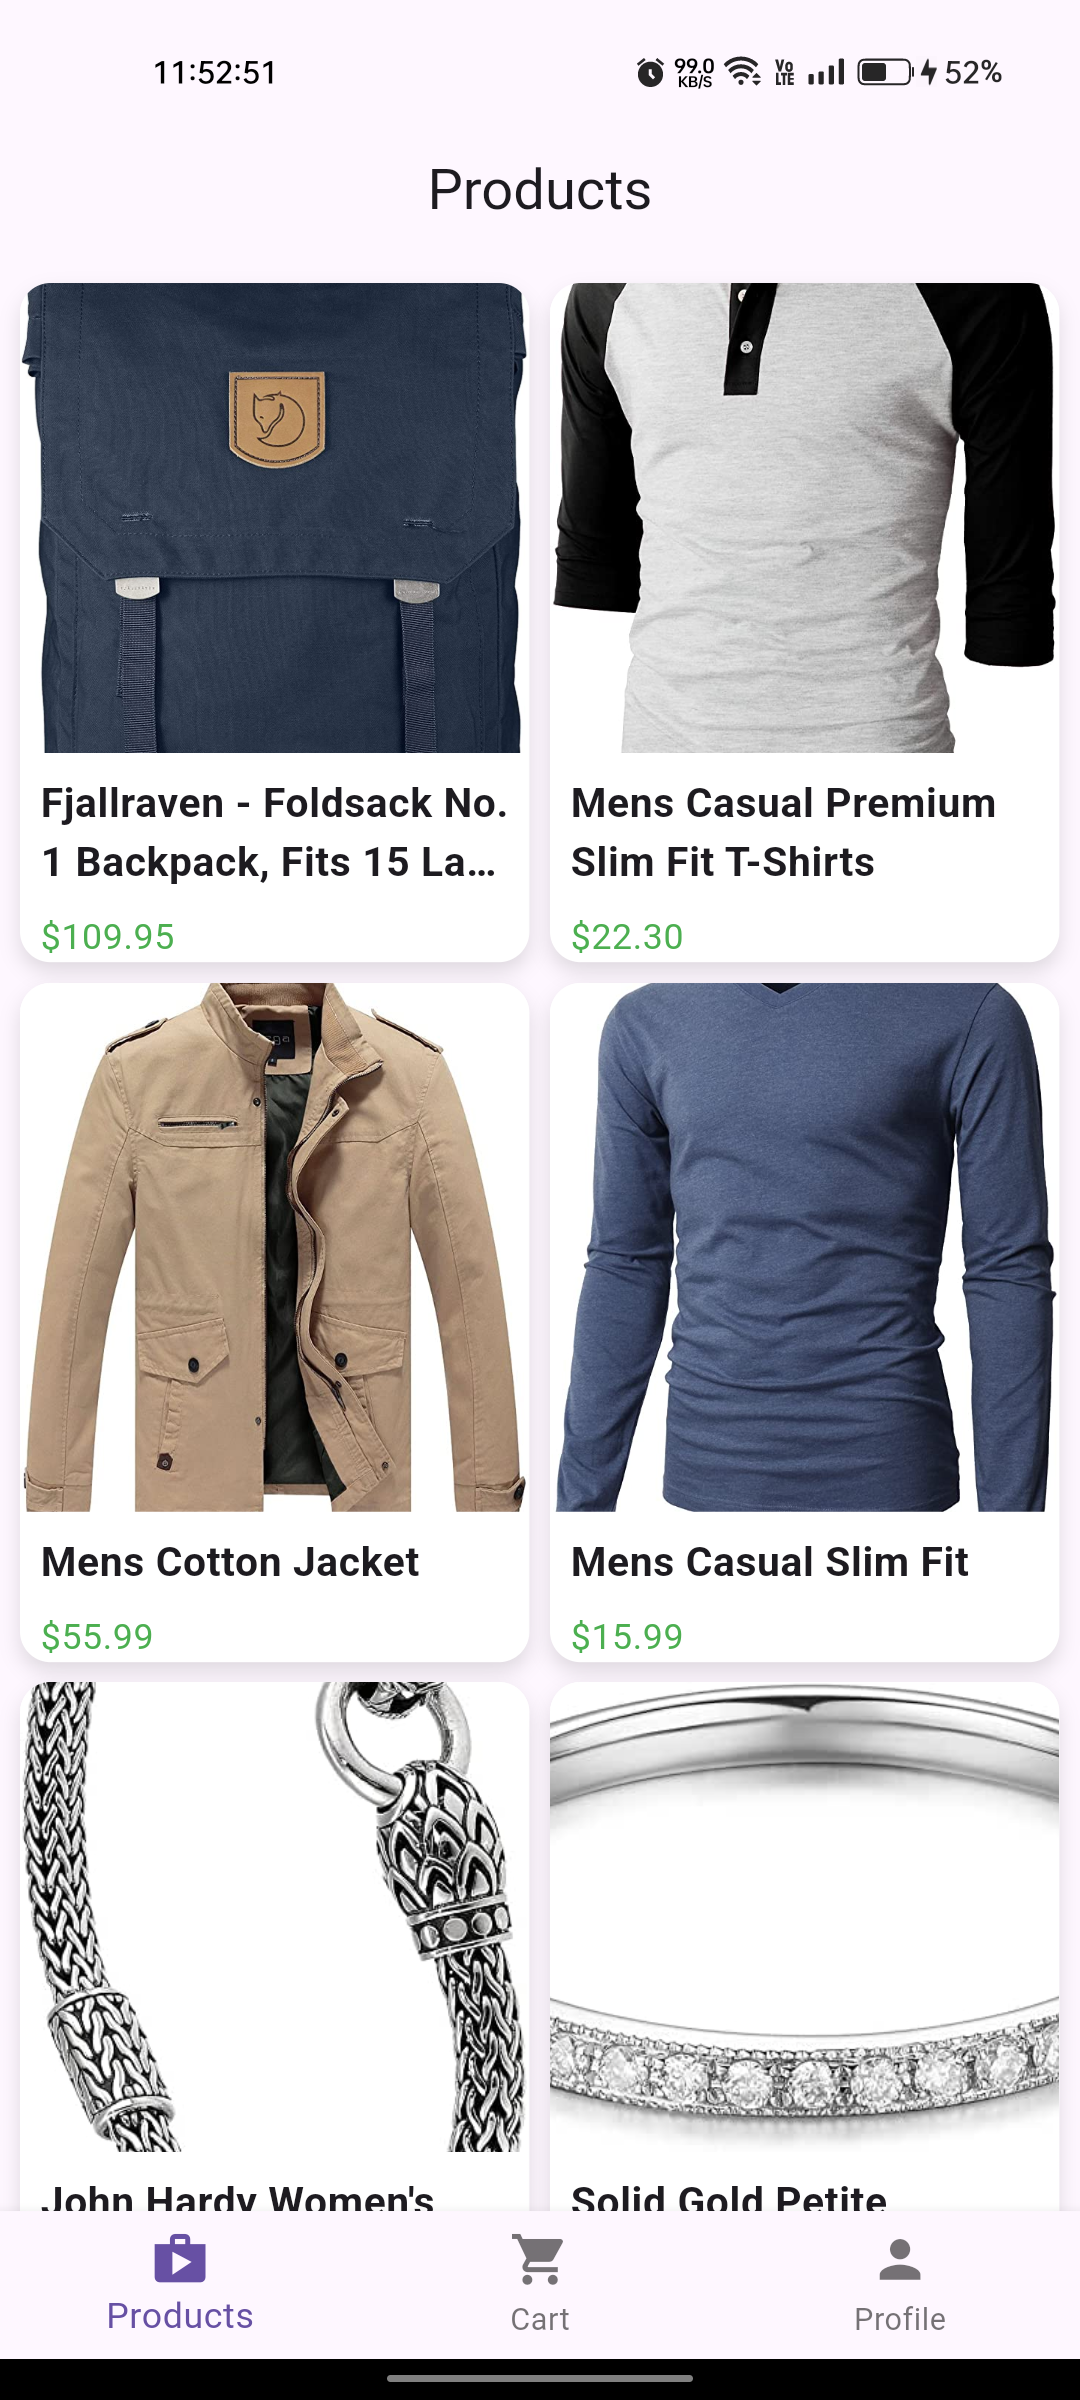 11:52:51
99.0
KB/S
Vo
LTE
52%
Products
Fjallraven - Foldsack No.
1 Backpack, Fits 15 La...
Mens Casual Premium
Slim Fit T-Shirts
$109.95
$22.30
Mens Cotton Jacket
Mens Casual Slim Fit
$55.99
$15.99
John Hardy Women's
Solid Gold Petite
Products
Cart
Profile